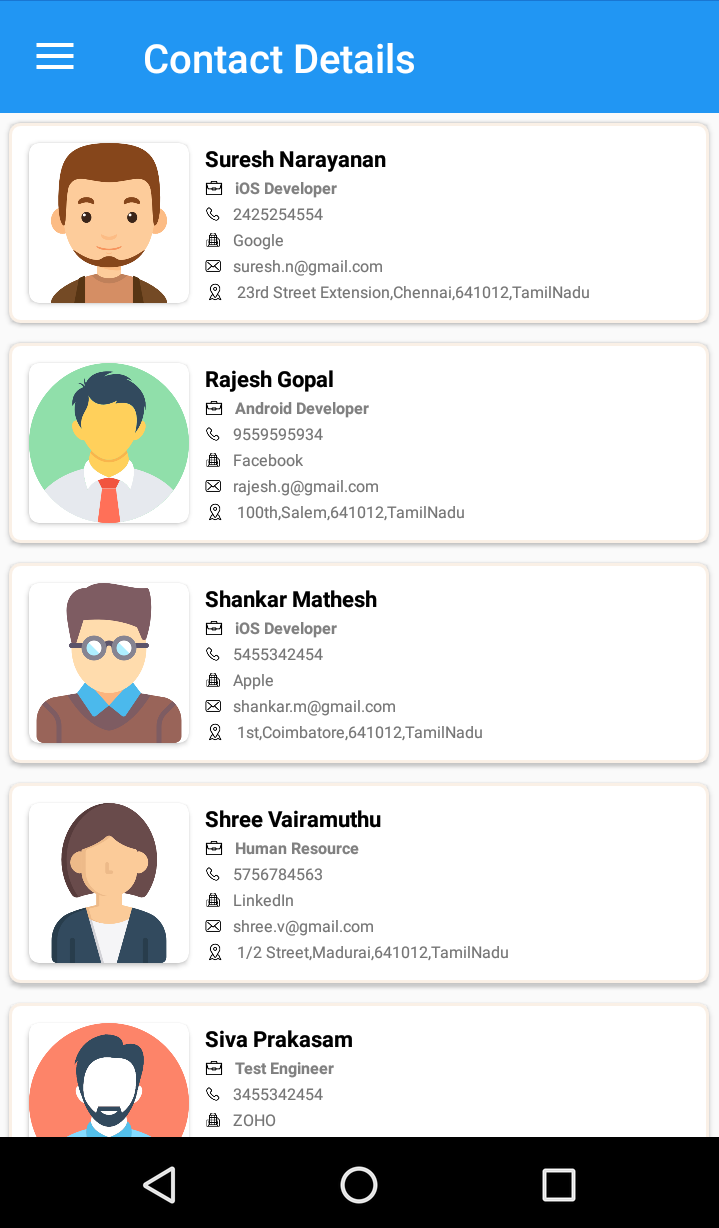 Contact Details
Suresh Narayanan
iOS Developer
2425254554
Google
suresh.n@gmail.com
23rd Street Extension,Chennai,641012,TamilNadu
Rajesh Gopal
Android Developer
9559595934
Facebook
rajesh.g@gmail.com
100th,Salem,641012,TamilNadu
Shankar Mathesh
iOS Developer
5455342454
Apple
shankar.m@gmail.com
1st,Coimbatore,641012,TamilNadu
Shree Vairamuthu
Human Resource
5756784563
LinkedIn
shree.v@gmail.com
1/2 Street,Madurai,641012,TamilNadu
Siva Prakasam
Test Engineer
3455342454
ZOHO